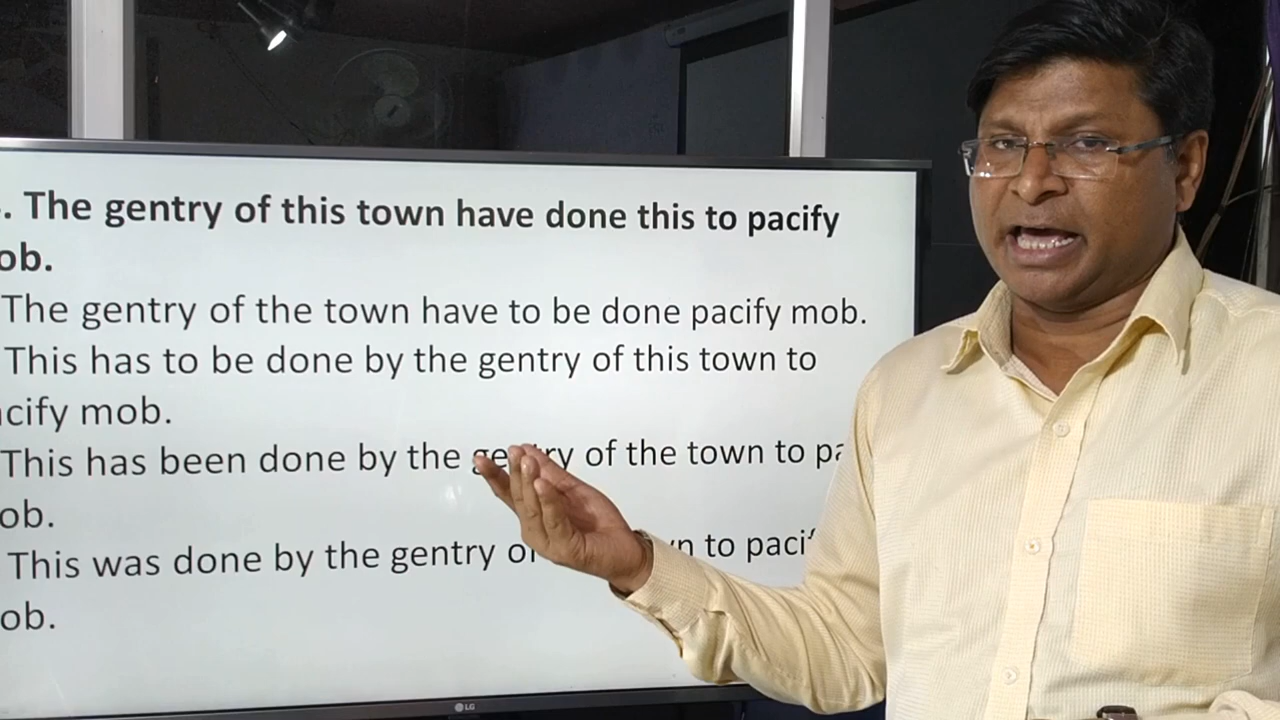 . The gentry of this town have done this to pacify
ob.
The gentry of the town have to be done pacify mob.
This has to be done by the gentry of this town to
cify mob.
This has been done by the gentry of the town to pa
ob.
This was done by the gentry of to pacif
ob.
LG